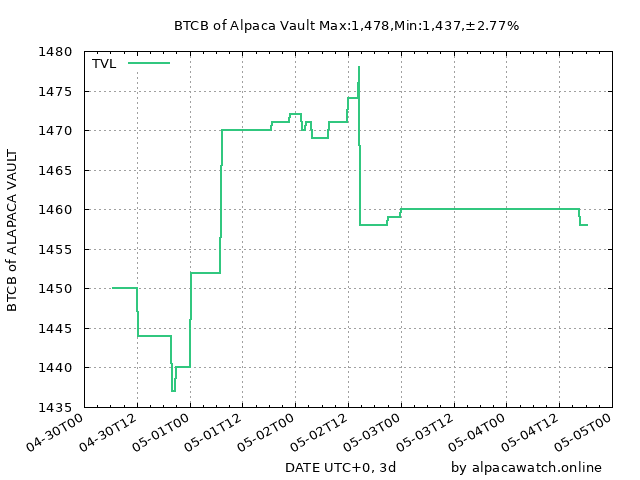 BTCB of Alpaca Vault Max:1,478,Min:1,437,±2.77%
TVL
1480
1475
1470
1465
1460
1455
1450
1445
1440
1435
BTCB of ALAPACA VAULT
04-30T00
04-30T12
05-01T00
05-01T12
05-02T00
05-02T12
05-03T00
05-03T12
05-04T00
05-04T12
05-05T00
DATE UTC+0, 3d
by alpacawatch.online